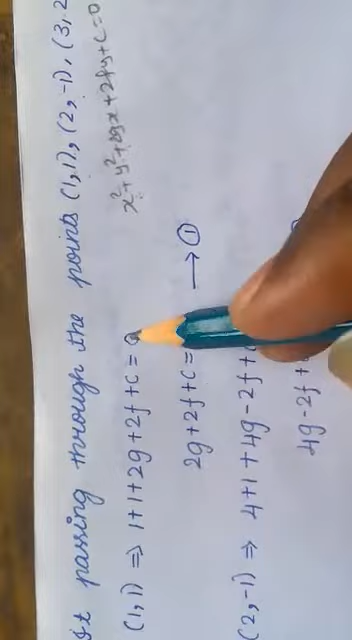 It passing through the points (1,1), (2,-1), (3,2
x²+y²+2gx+2fy+c=0
(1,1) ⇒ 1+1+2g+2f+c=0
2g+2f+c= → ①
(2,-1) ⇒ 4+1+4g-2f+
4g-2f+